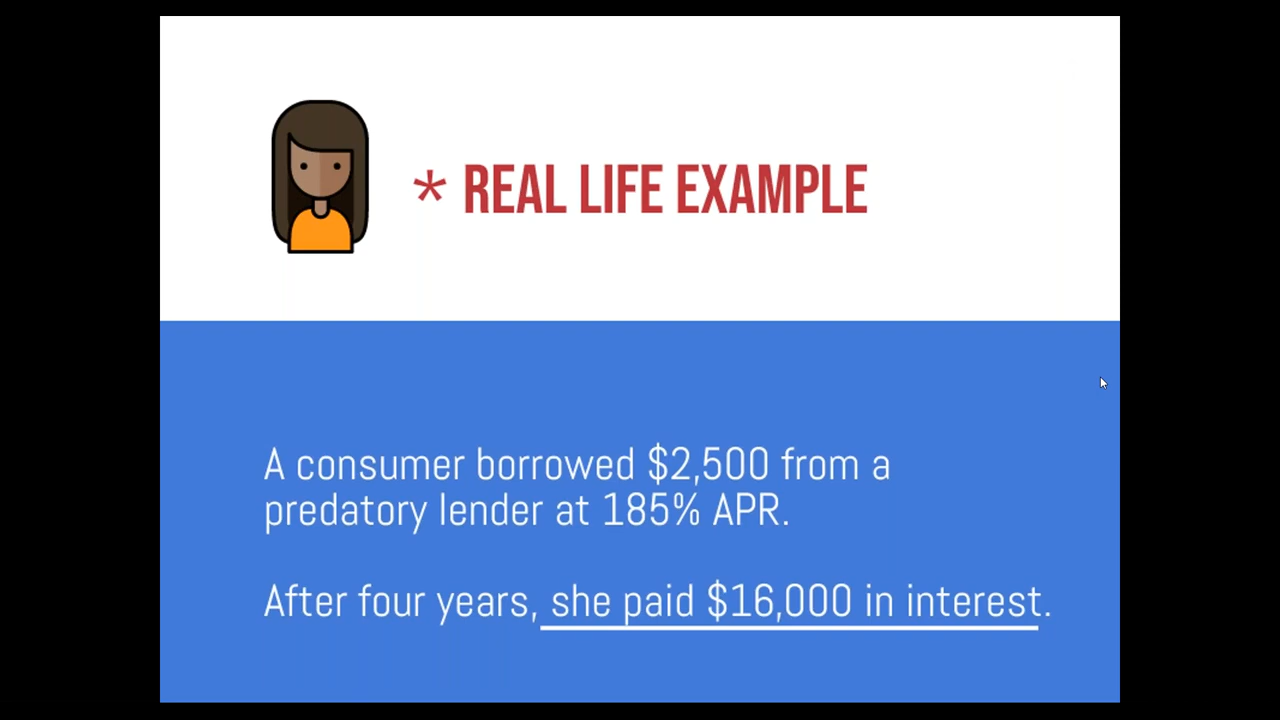 * REAL LIFE EXAMPLE
A consumer borrowed $2,500 from a
predatory lender at 185% APR.
After four years, she paid $16,000 in interest.